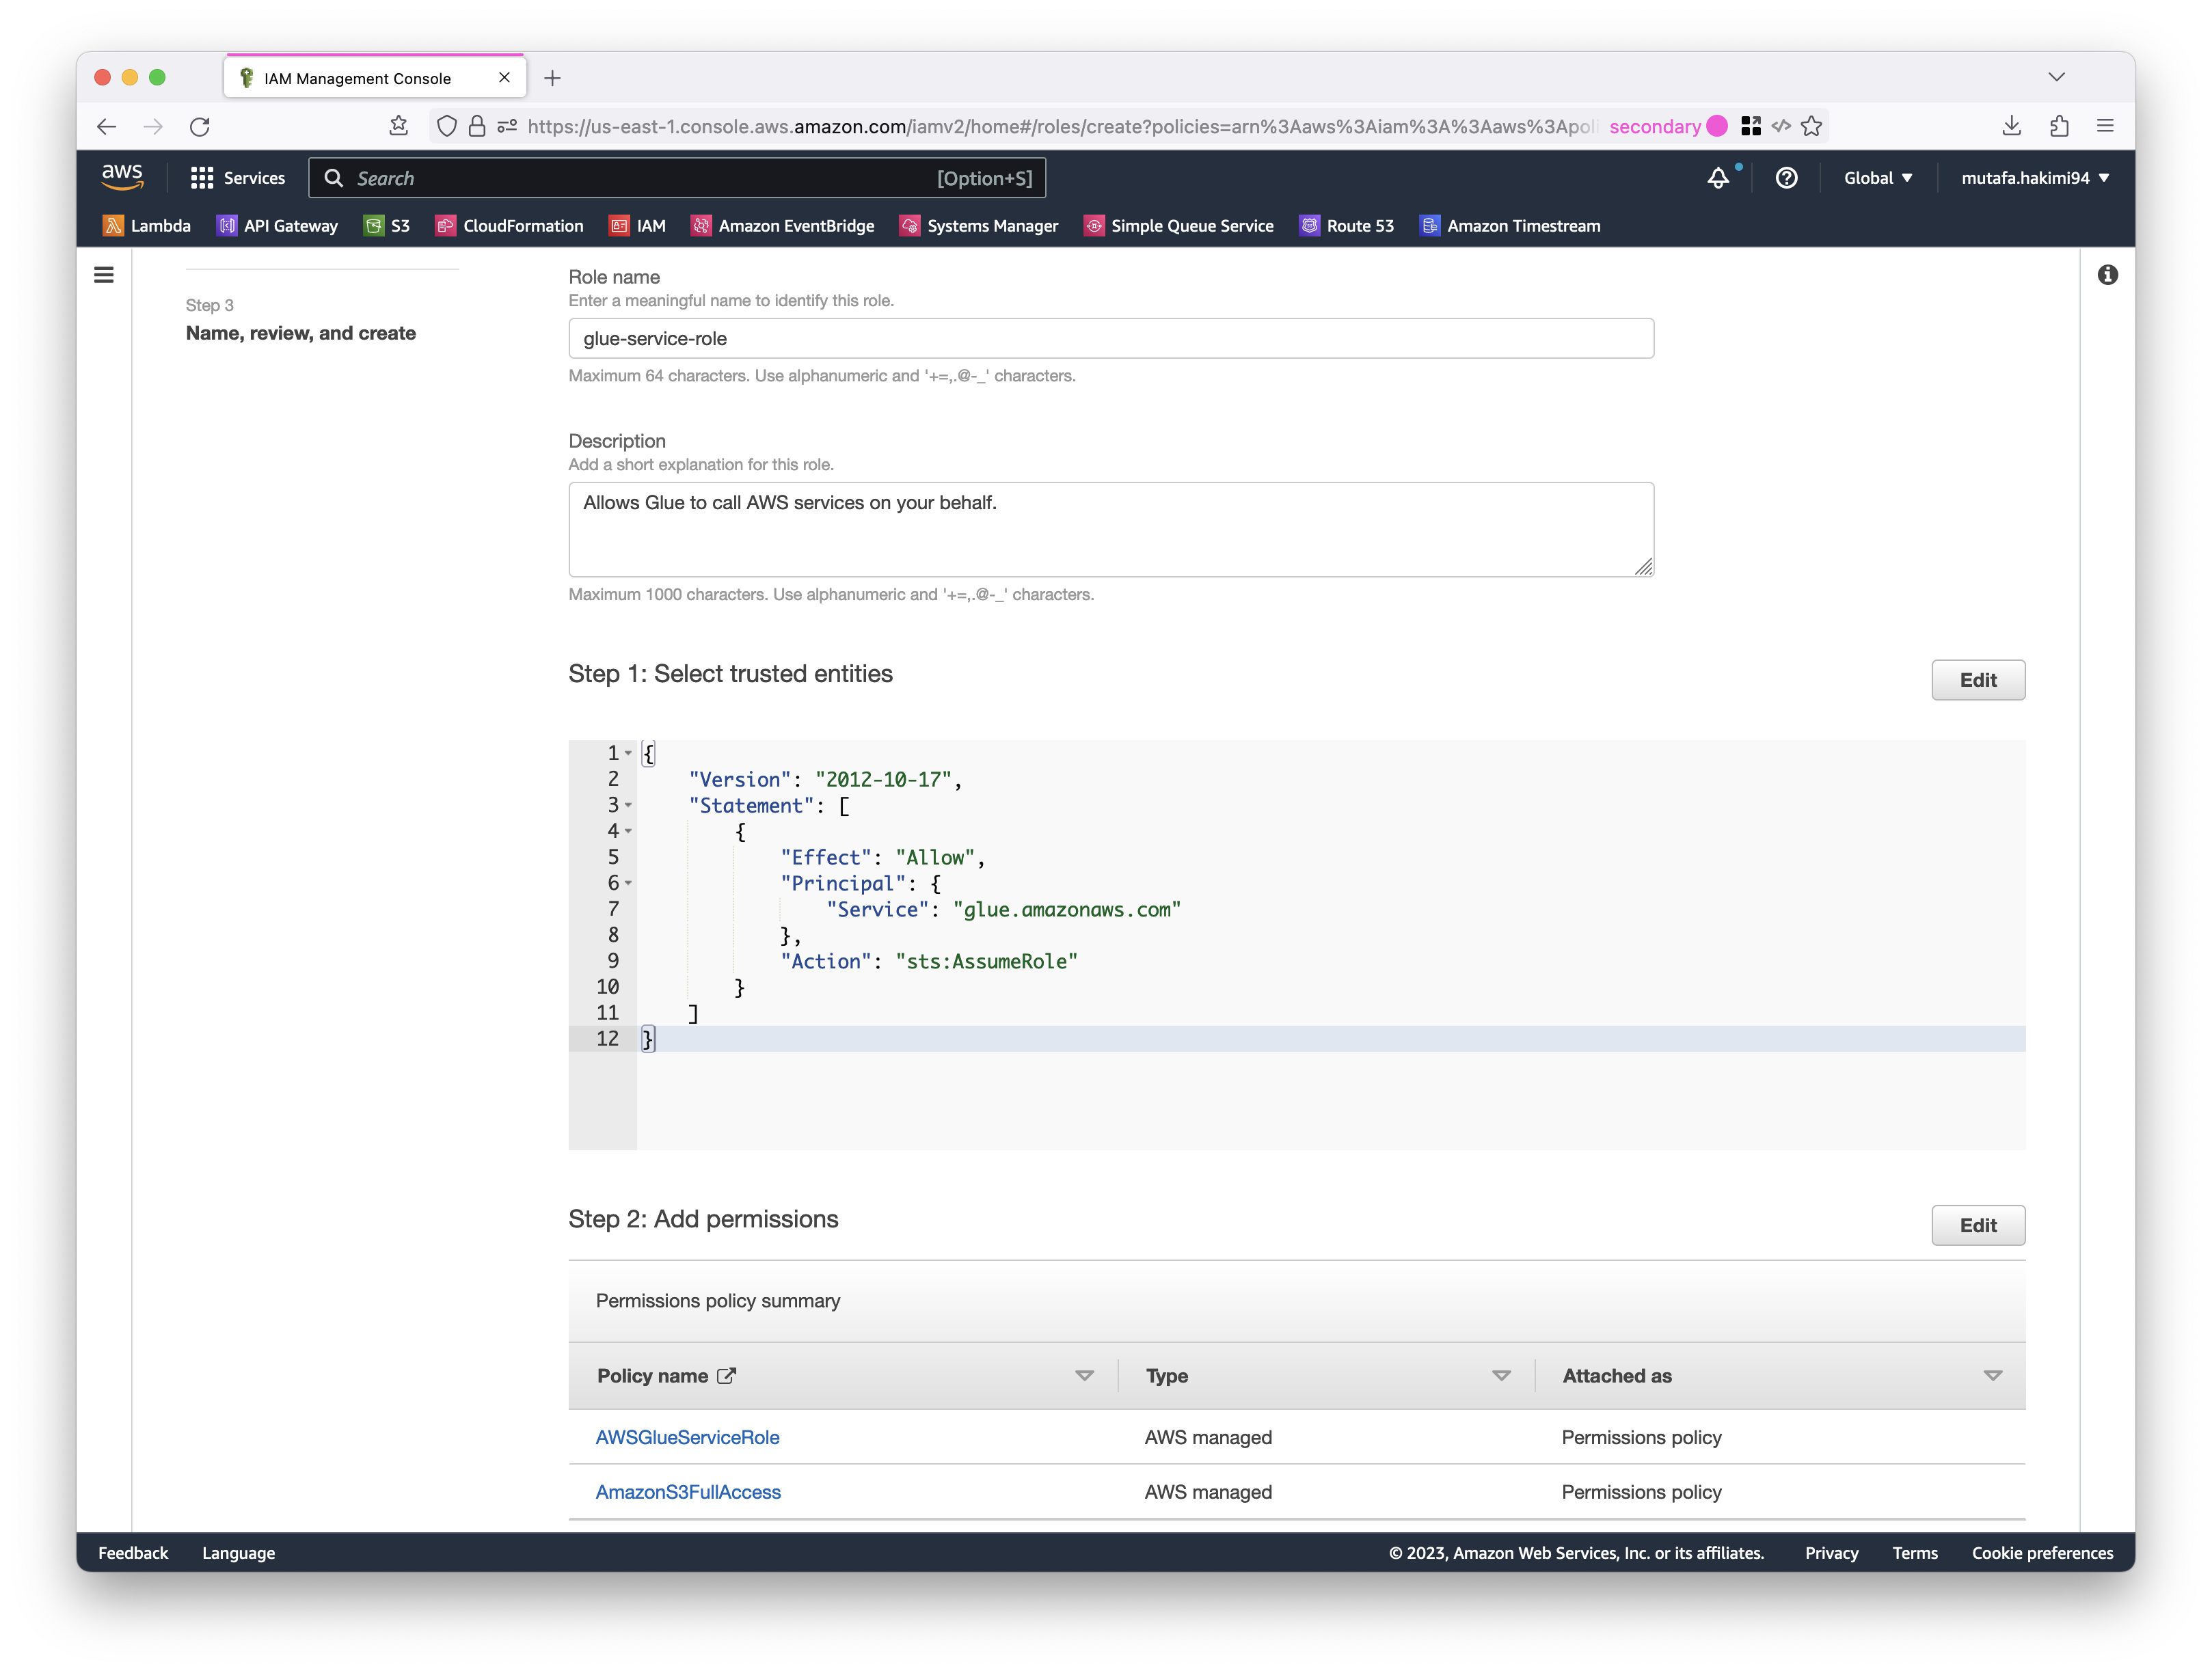 IAM Management Console
https://us-east-1.console.aws.amazon.com/iamv2/home#/roles/create?policies=arn%3Aaws%3Aiam%3A%3Aaws%3Apoli secondary
aws Services Search [Option+S] Global mutafa.hakimi94
Lambda API Gateway S3 CloudFormation IAM Amazon EventBridge Systems Manager Simple Queue Service Route 53 Amazon Timestream
Step 3
Name, review, and create
Role name
Enter a meaningful name to identify this role.
glue-service-role
Maximum 64 characters. Use alphanumeric and '+=,.@-_' characters.
Description
Add a short explanation for this role.
Allows Glue to call AWS services on your behalf.
Maximum 1000 characters. Use alphanumeric and '+=,.@-_' characters.
Step 1: Select trusted entities
Edit
1 {
2 "Version": "2012-10-17",
3 "Statement": [
4 {
5 "Effect": "Allow",
6 "Principal": {
7 "Service": "glue.amazonaws.com"
8 },
9 "Action": "sts:AssumeRole"
10 }
11 ]
12 }
Step 2: Add permissions
Edit
Permissions policy summary
Policy name Type Attached as
AWSGlueServiceRole AWS managed Permissions policy
AmazonS3FullAccess AWS managed Permissions policy
Feedback Language © 2023, Amazon Web Services, Inc. or its affiliates. Privacy Terms Cookie preferences